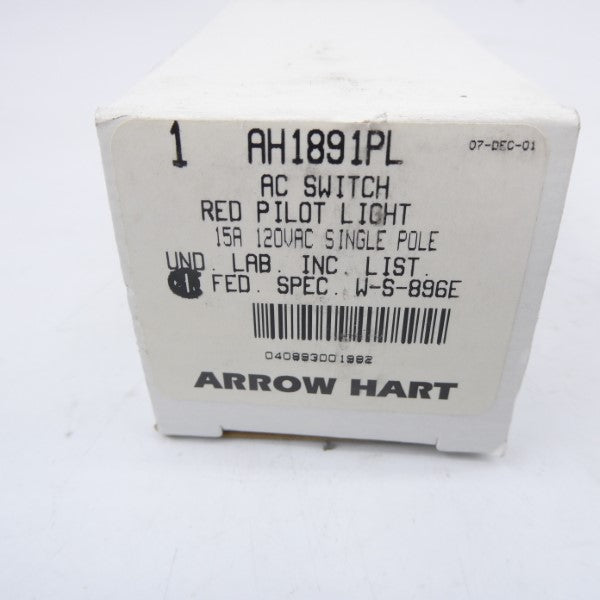 1 AH1891PL 07-DEC-01
AC SWITCH
RED PILOT LIGHT
15A 120VAC SINGLE POLE
UND. LAB. INC. LIST.
FED. SPEC. W-S-896E
040893001982
ARROW HART